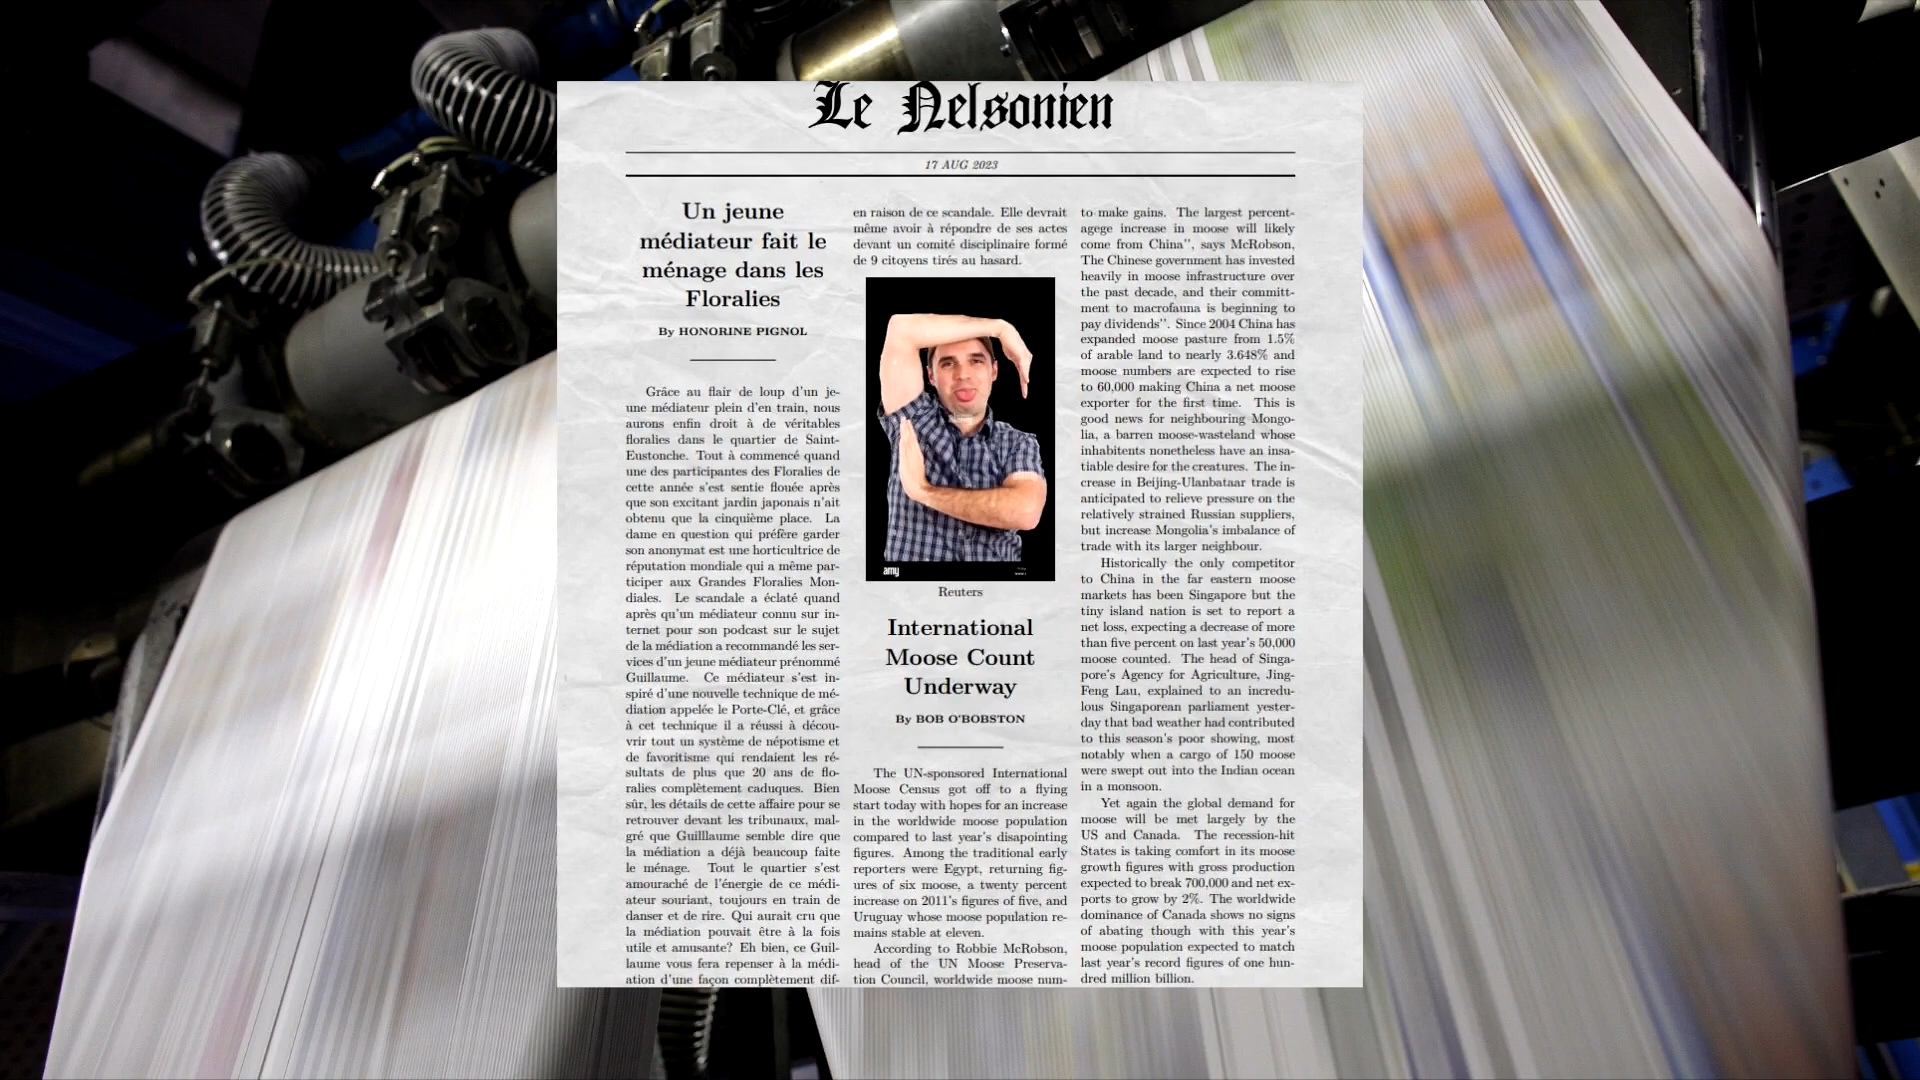 Le Nelsonien
17 AUG 2023
Un jeune
médiateur fait le
ménage dans les
Floralies
By HONORINE PIGNOL
Grâce au flair de loup d'un je-
une médiateur plein d'en train, nous
aurons enfin droit à de véritables
floralies dans le quartier de Saint-
Eustonche. Tout à commencé quand
une des participantes des Floralies de
cette année s'est sentie flouée après
que son excitant jardin japonais n'ait
obtenu que la cinquième place. La
dame en question qui préfère garder
son anonymat est une horticultrice de
réputation mondiale qui a même par-
ticiper aux Grandes Floralies Mon-
diales. Le scandale a éclaté quand
après qu'un médiateur connu sur in-
ternet pour son podcast sur le sujet
de la médiation a recommandé les ser-
vices d'un jeune médiateur prénommé
Guillaume. Ce médiateur s'est in-
spiré d'une nouvelle technique de mé-
diation appelée le Porte-Clé, et grâce
à cet technique il a réussi à décou-
vrir tout un système de népotisme et
de favoritisme qui rendaient les ré-
sultats de plus que 20 ans de flo-
ralies complètement caduques. Bien
sûr, les détails de cette affaire pour se
retrouver devant les tribunaux, mal-
gré que Guilllaume semble dire que
la médiation a déjà beaucoup faite
le ménage. Tout le quartier s'est
amouraché de l'énergie de ce médi-
ateur souriant, toujours en train de
danser et de rire. Qui aurait cru que
la médiation pouvait être à la fois
utile et amusante? Eh bien, ce Guil-
laume vous fera repenser à la médi-
ation d'une façon complètement dif-
en raison de ce scandale. Elle devrait
même avoir à répondre de ses actes
devant un comité disciplinaire formé
de 9 citoyens tirés au hasard.
amy
Reuters
International
Moose Count
Underway
By BOB O'BOBSTON
The UN-sponsored International
Moose Census got off to a flying
start today with hopes for an increase
in the worldwide moose population
compared to last year's disapointing
figures. Among the traditional early
reporters were Egypt, returning fig-
ures of six moose, a twenty percent
increase on 2011's figures of five, and
Uruguay whose moose population re-
mains stable at eleven.
According to Robbie McRobson,
head of the UN Moose Preserva-
tion Council, worldwide moose num-
to make gains. The largest percent-
agege increase in moose will likely
come from China", says McRobson,
The Chinese government has invested
heavily in moose infrastructure over
the past decade, and their committ-
ment to macrofauna is beginning to
pay dividends". Since 2004 China has
expanded moose pasture from 1.5%
of arable land to nearly 3.648% and
moose numbers are expected to rise
to 60,000 making China a net moose
exporter for the first time. This is
good news for neighbouring Mongo-
lia, a barren moose-wasteland whose
inhabitents nonetheless have an insa-
tiable desire for the creatures. The in-
crease in Beijing-Ulanbataar trade is
anticipated to relieve pressure on the
relatively strained Russian suppliers,
but increase Mongolia's imbalance of
trade with its larger neighbour.
Historically the only competitor
to China in the far eastern moose
markets has been Singapore but the
tiny island nation is set to report a
net loss, expecting a decrease of more
than five percent on last year's 50,000
moose counted. The head of Singa-
pore's Agency for Agriculture, Jing-
Feng Lau, explained to an incredu-
lous Singaporean parliament yester-
day that bad weather had contributed
to this season's poor showing, most
notably when a cargo of 150 moose
were swept out into the Indian ocean
in a monsoon.
Yet again the global demand for
moose will be met largely by the
US and Canada. The recession-hit
States is taking comfort in its moose
growth figures with gross production
expected to break 700,000 and net ex-
ports to grow by 2%. The worldwide
dominance of Canada shows no signs
of abating though with this year's
moose population expected to match
last year's record figures of one hun-
dred million billion.